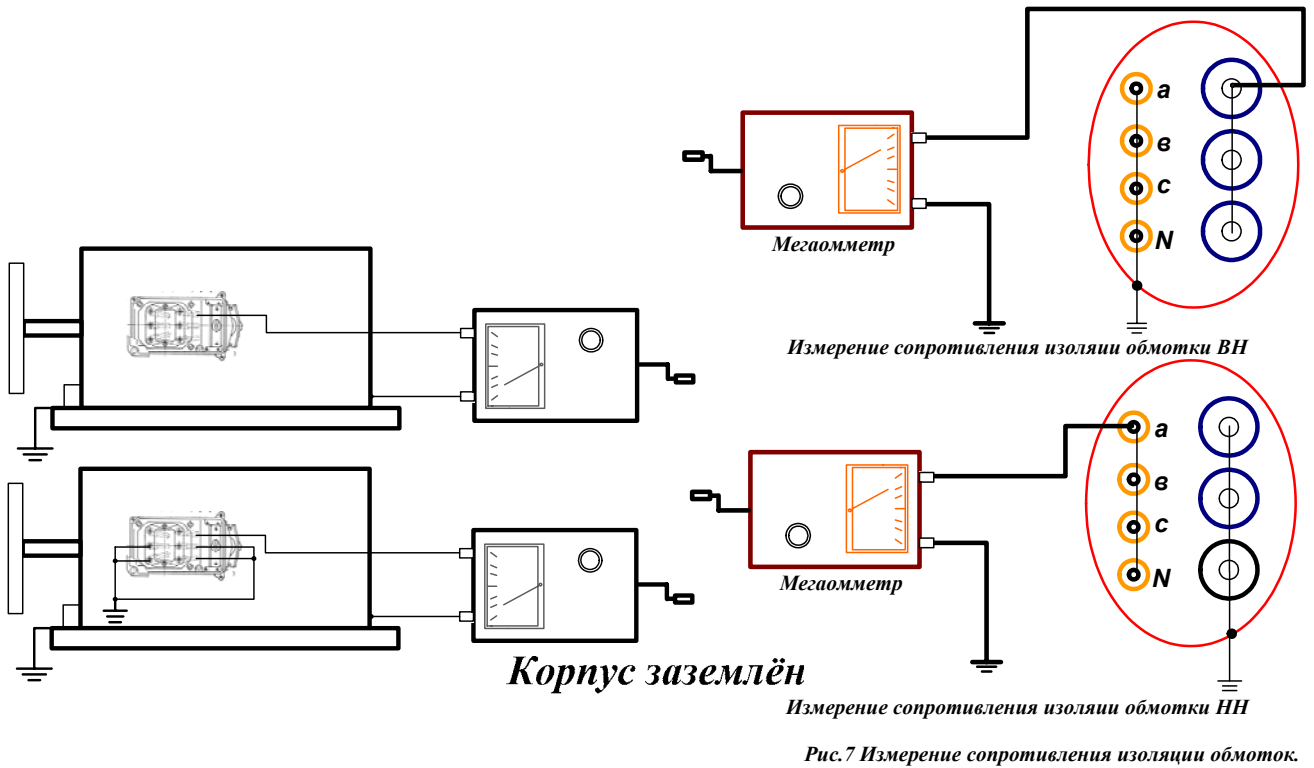 a
в
c
N
Мегаомметр
Измерение сопротивления изоляии обмотки ВН
a
в
c
N
Мегаомметр
Корпус заземлён
Измерение сопротивления изоляии обмотки НН
Рис.7 Измерение сопротивления изоляции обмоток.